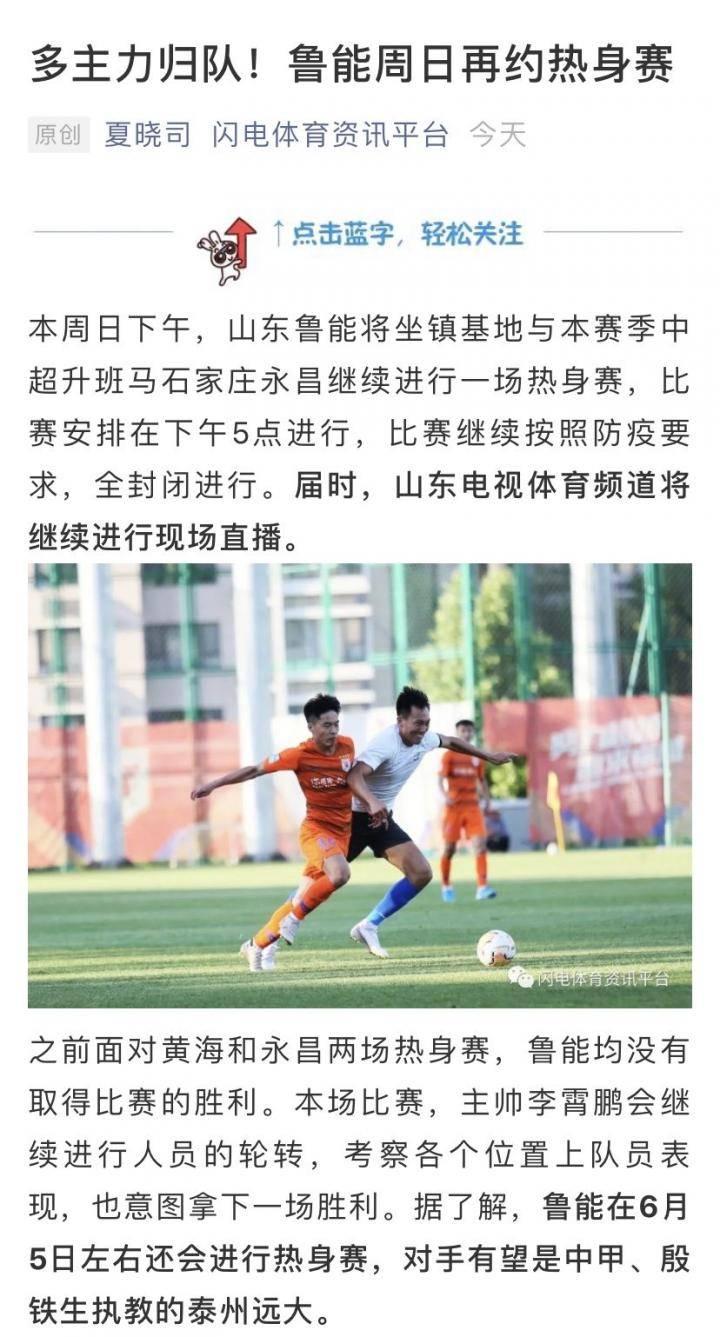 多主力归队！鲁能周日再约热身赛
原创 夏晓司 闪电体育资讯平台 今天
↑点击蓝字，轻松关注
本周日下午，山东鲁能将坐镇基地与本赛季中
超升班马石家庄永昌继续进行一场热身赛，比
赛安排在下午5点进行，比赛继续按照防疫要
求，全封闭进行。届时，山东电视体育频道将
继续进行现场直播。
闪电体育资讯平台
之前面对黄海和永昌两场热身赛，鲁能均没有
取得比赛的胜利。本场比赛，主帅李霄鹏会继
续进行人员的轮转，考察各个位置上队员表
现，也意图拿下一场胜利。据了解，鲁能在6月
5日左右还会进行热身赛，对手有望是中甲、殷
铁生执教的泰州远大。